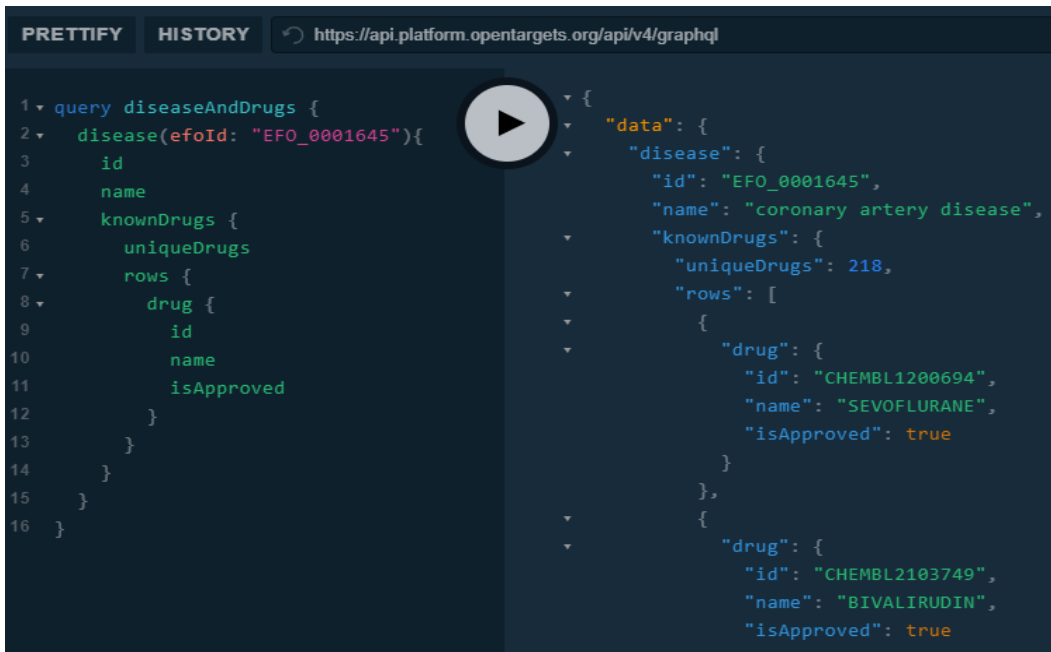 PRETTIFY HISTORY https://api.platform.opentargets.org/api/v4/graphql
1 query diseaseAndDrugs {
2 disease(efoId: "EFO_0001645"){
3 id
4 name
5 knownDrugs {
6 uniqueDrugs
7 rows {
8 drug {
9 id
10 name
11 isApproved
12 }
13 }
14 }
15 }
16 }
{
"data": {
"disease": {
"id": "EFO_0001645",
"name": "coronary artery disease",
"knownDrugs": {
"uniqueDrugs": 218,
"rows": [
{
"drug": {
"id": "CHEMBL1200694",
"name": "SEVOFLURANE",
"isApproved": true
}
},
{
"drug": {
"id": "CHEMBL2103749",
"name": "BIVALIRUDIN",
"isApproved": true